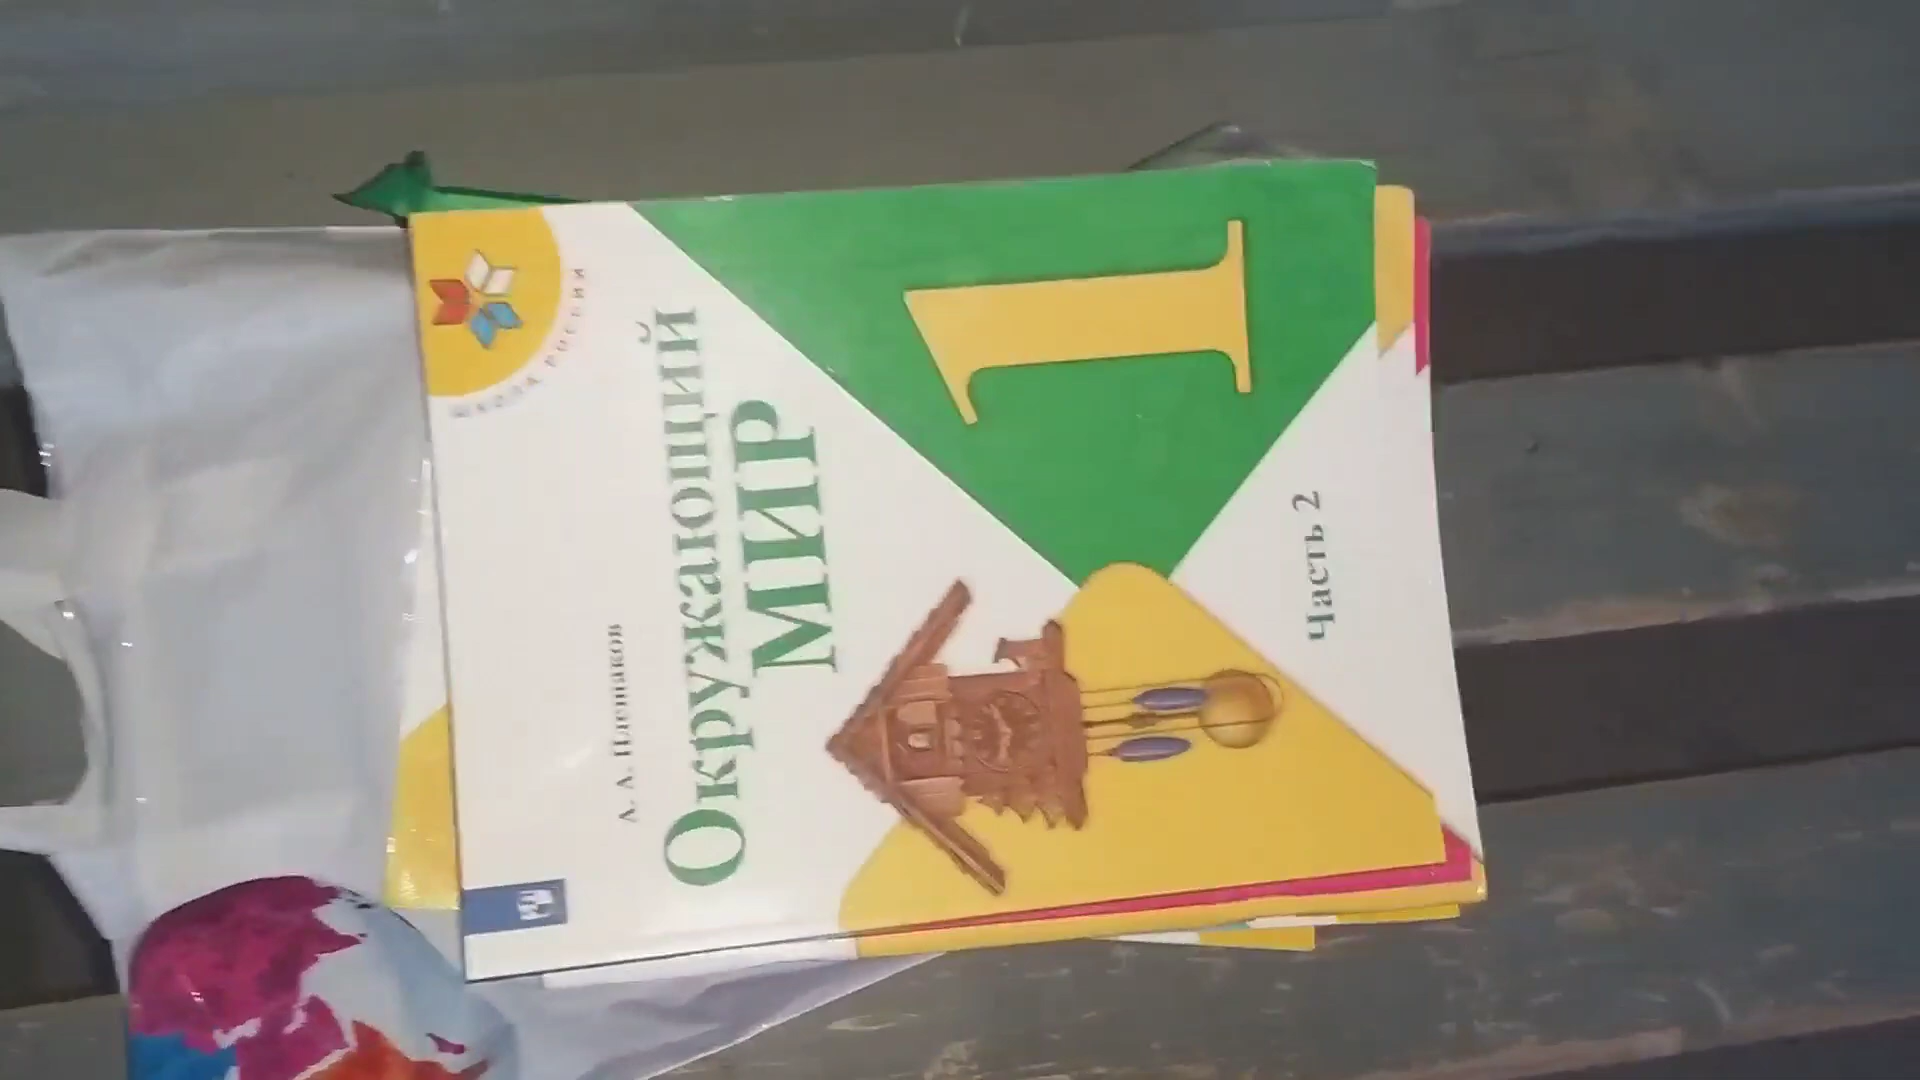 ШКОЛА РОССИИ
А. А. Плешаков
Окружающий
МИР
1
Часть 2